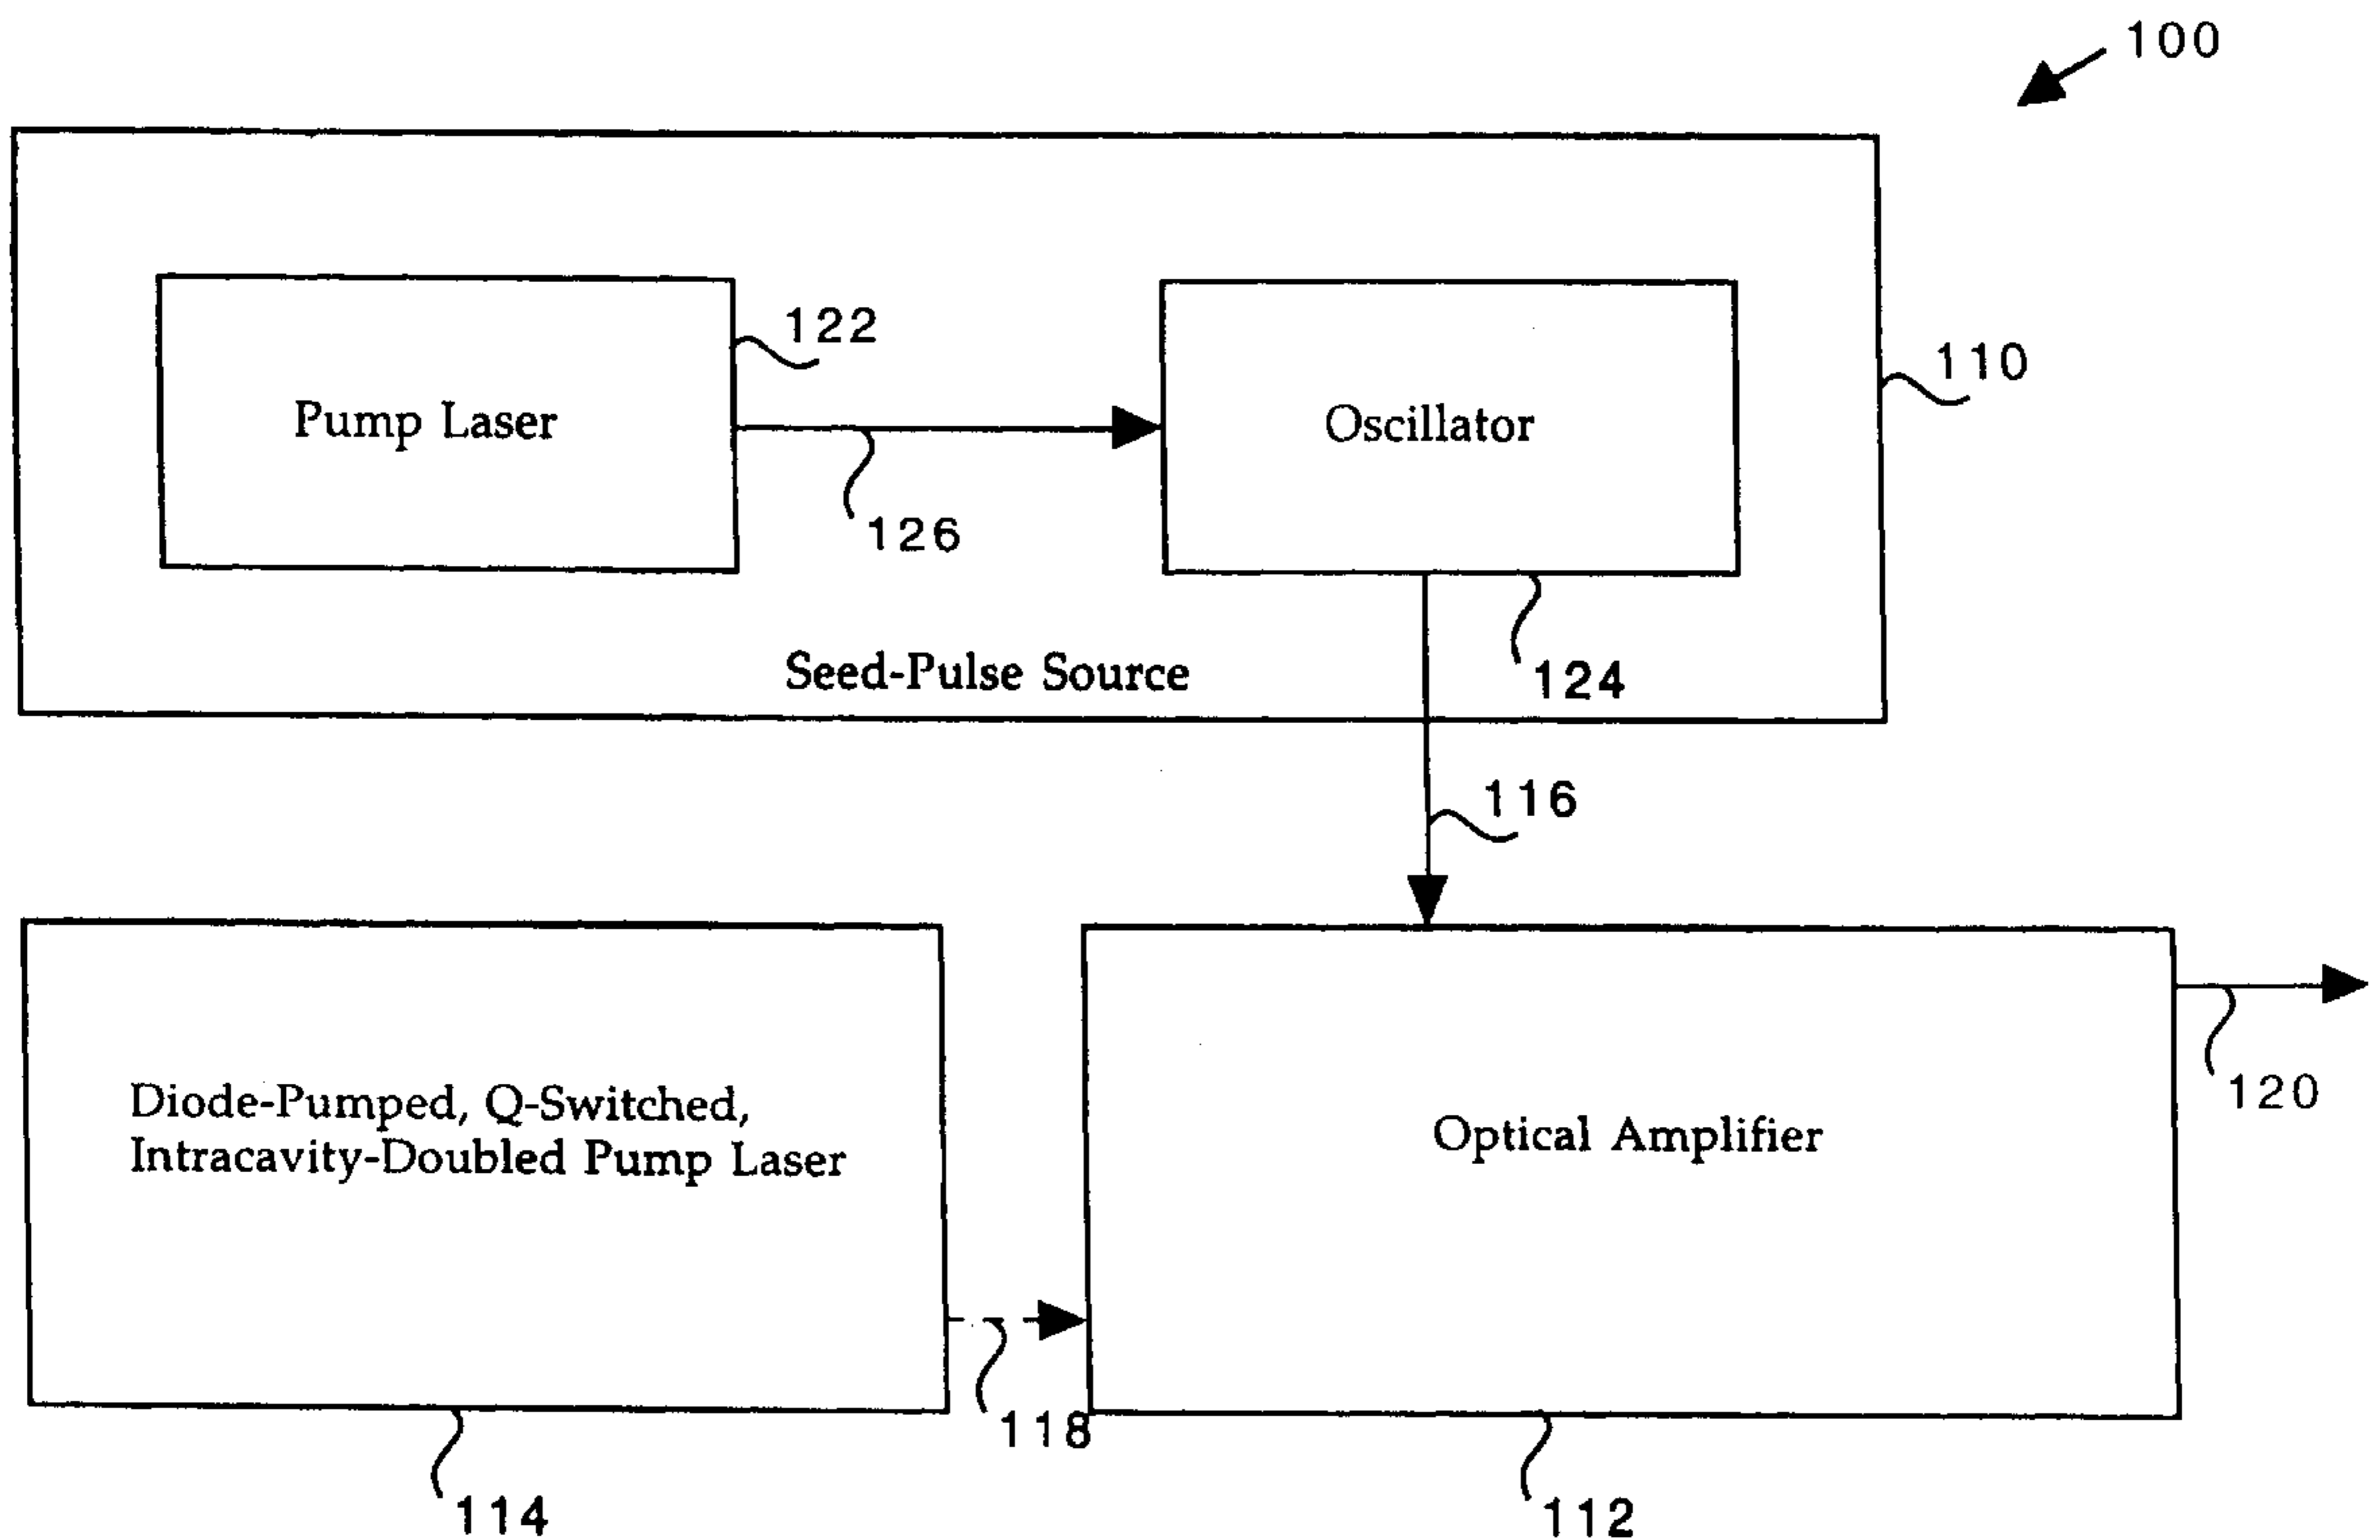 100
122
110
Pump Laser
Oscillator
126
Seed-Pulse Source
124
116
Diode-Pumped, Q-Switched,
Intracavity-Doubled Pump Laser
Optical Amplifier
120
118
114
112